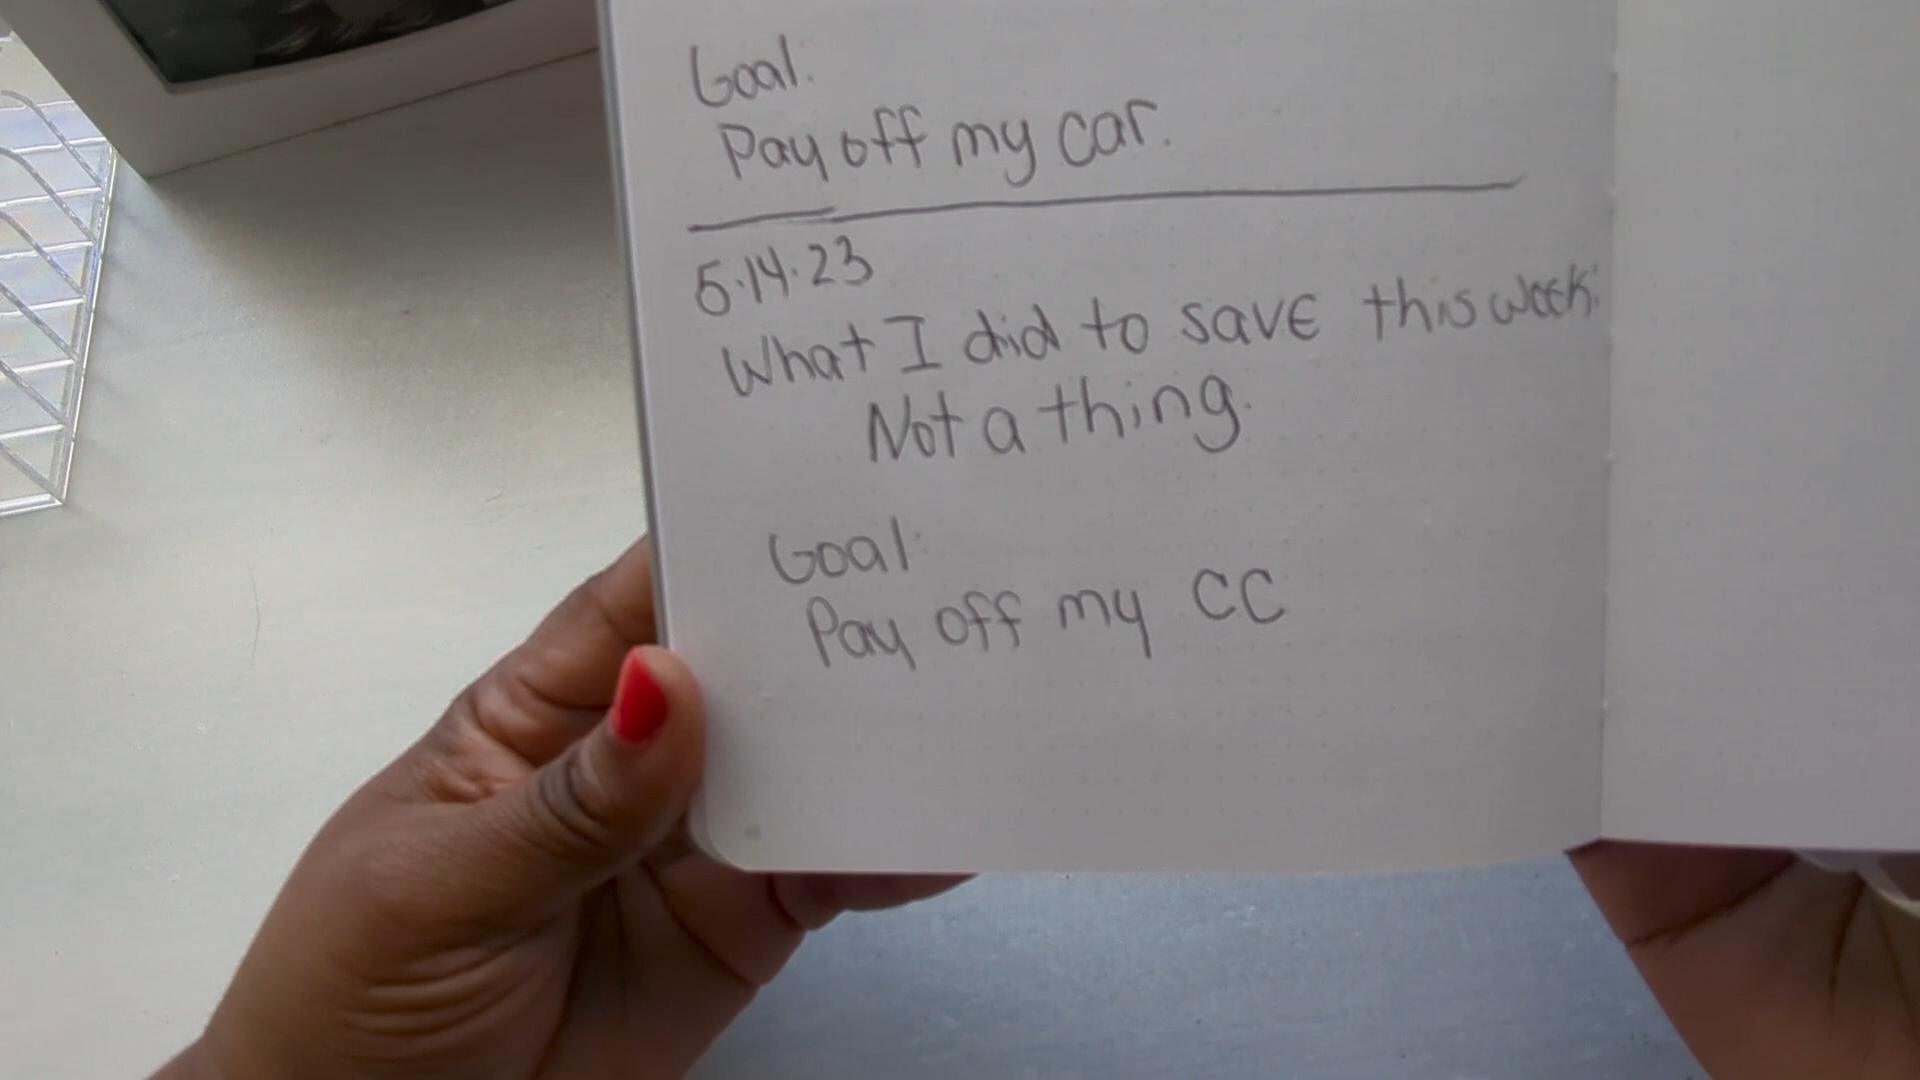 Goal:
Pay off my car.
5.14.23
What I did to save this week:
Not a thing.
Goal:
Pay off my CC